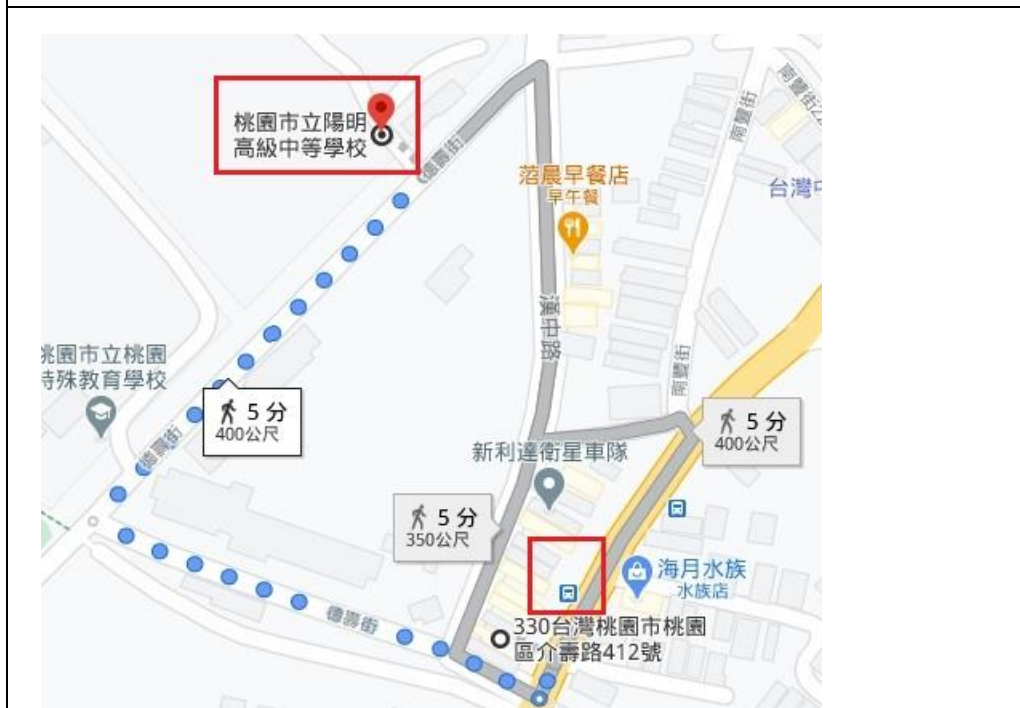 桃園市立陽明
高級中等學校
德壽街
南豐街
菈晨早餐店
早午餐
漢中路
桃園市立桃園
特殊教育學校
5 分
400公尺
德壽街
南豐街
5 分
400公尺
新利達衛星車隊
5 分
350公尺
海月水族
水族店
德壽街
330台灣桃園市桃園
區介壽路412號